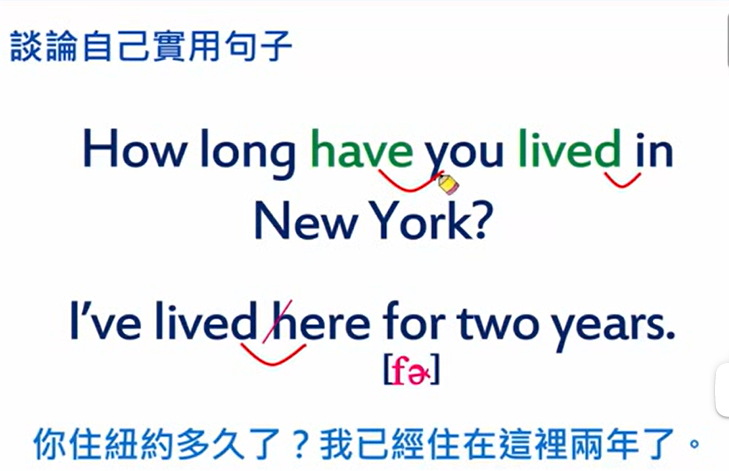 談論自己實用句子
How long have you lived in
New York?
I've lived here for two years.
[fɚ]
你住紐約多久了？我已經住在這裡兩年了。